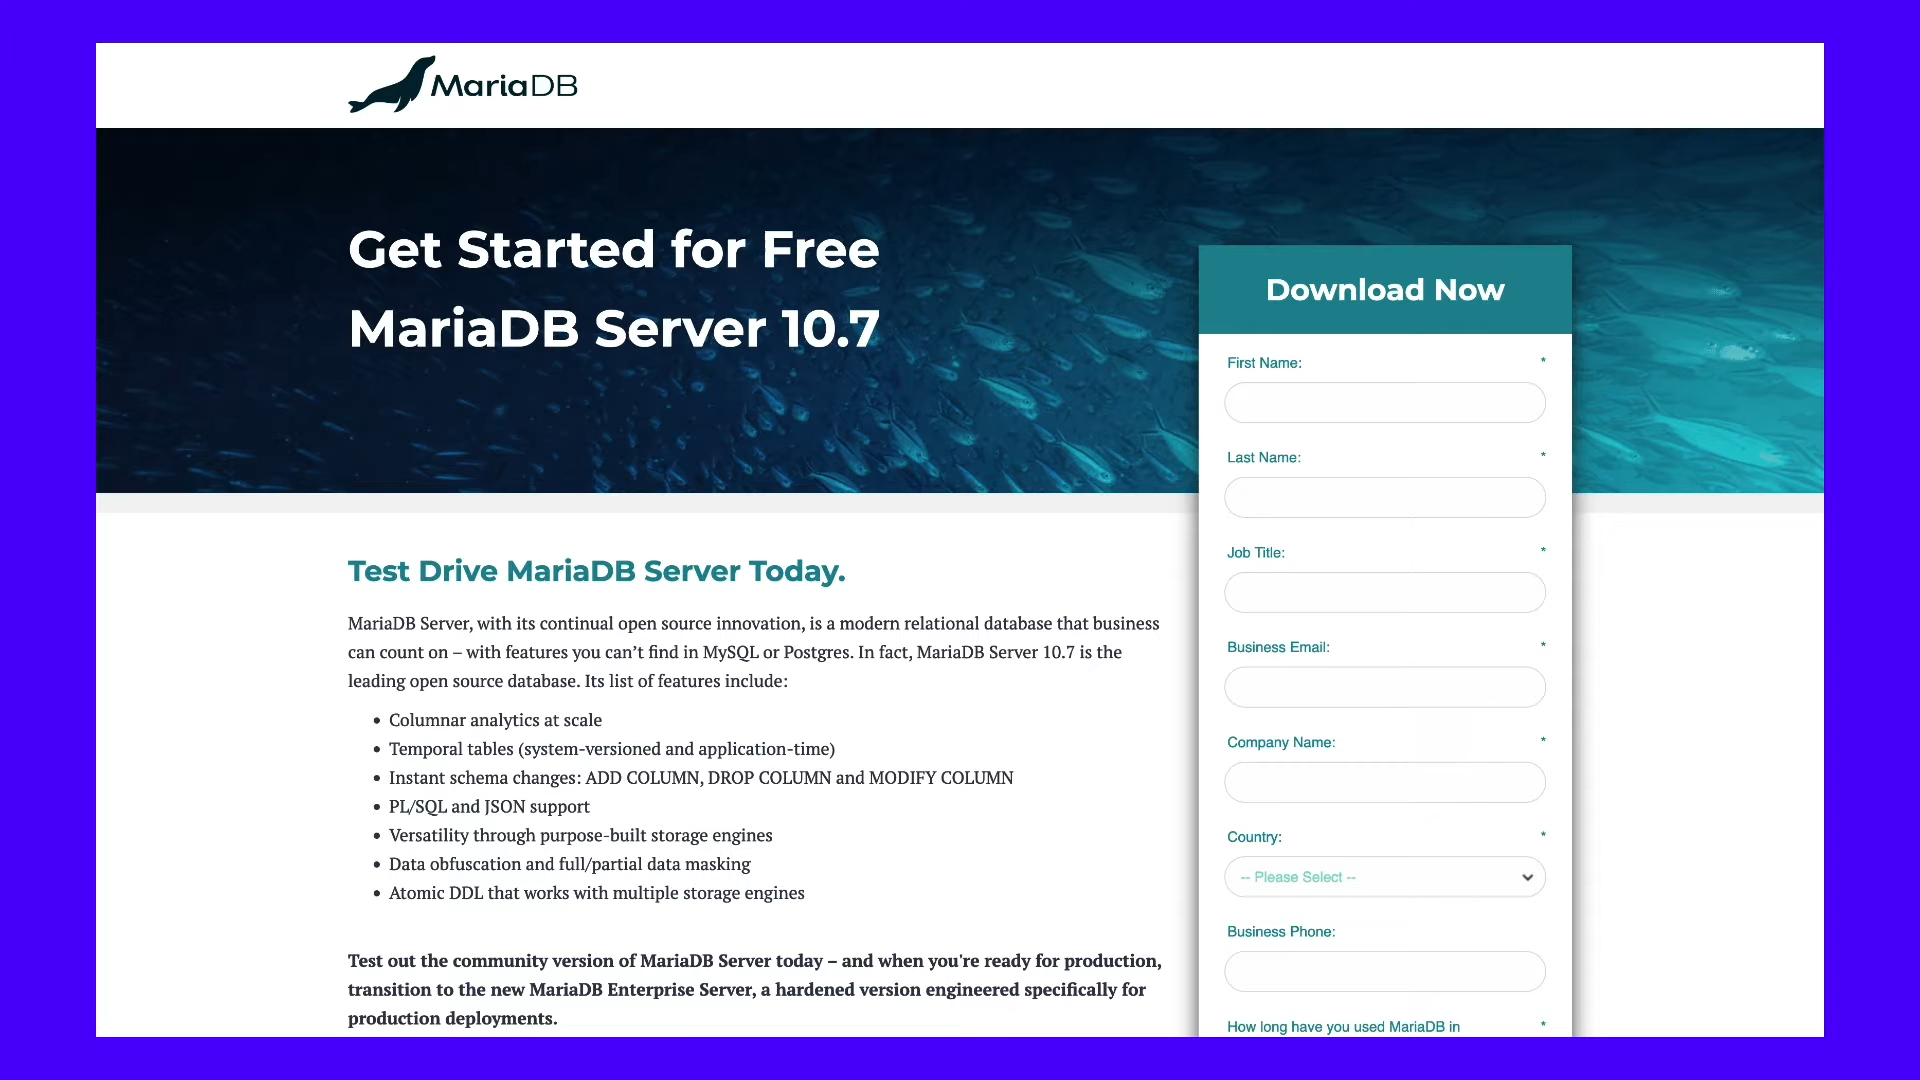 MariaDB
Get Started for Free
MariaDB Server 10.7
Download Now
First Name: *
Last Name: *
Job Title: *
Business Email: *
Company Name: *
Country: *
-- Please Select --
Business Phone:
How long have you used MariaDB in *
Test Drive MariaDB Server Today.
MariaDB Server, with its continual open source innovation, is a modern relational database that business
can count on – with features you can’t find in MySQL or Postgres. In fact, MariaDB Server 10.7 is the
leading open source database. Its list of features include:
• Columnar analytics at scale
• Temporal tables (system-versioned and application-time)
• Instant schema changes: ADD COLUMN, DROP COLUMN and MODIFY COLUMN
• PL/SQL and JSON support
• Versatility through purpose-built storage engines
• Data obfuscation and full/partial data masking
• Atomic DDL that works with multiple storage engines
Test out the community version of MariaDB Server today – and when you're ready for production,
transition to the new MariaDB Enterprise Server, a hardened version engineered specifically for
production deployments.